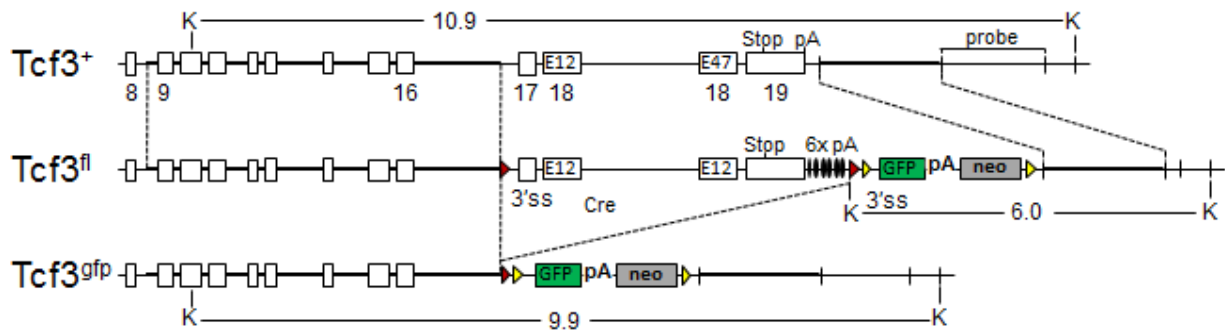 K 10.9 K
Tcf3+ Stop pA probe
E12 E47
8 9 16 17 18 18 19
Tcf3fl Stop 6x pA
E12 E12 GFP pA neo
3'ss Cre 3'ss
K 6.0 K
Tcf3gfp GFP pA neo
K 9.9 K